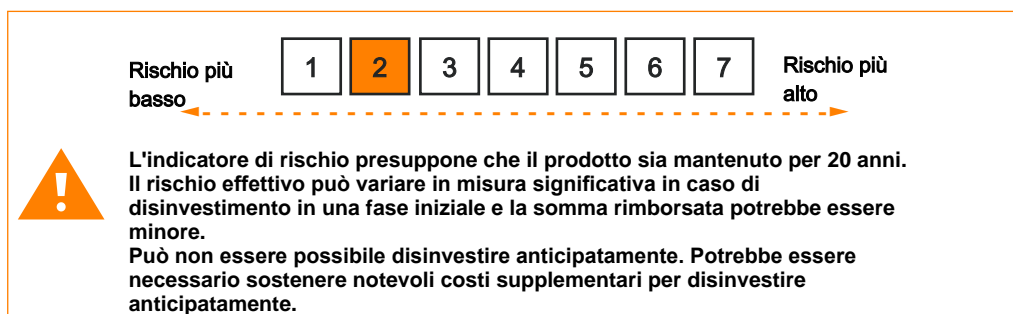 Rischio più basso
1 2 3 4 5 6 7
Rischio più alto
!
L'indicatore di rischio presuppone che il prodotto sia mantenuto per 20 anni.
Il rischio effettivo può variare in misura significativa in caso di
disinvestimento in una fase iniziale e la somma rimborsata potrebbe essere
minore.
Può non essere possibile disinvestire anticipatamente. Potrebbe essere
necessario sostenere notevoli costi supplementari per disinvestire
anticipatamente.